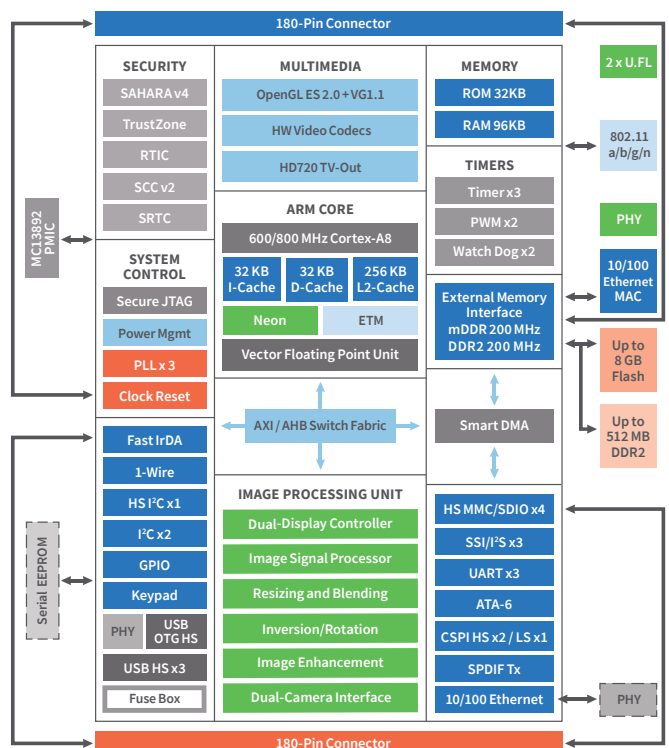 180-Pin Connector
SECURITY
SAHARA v4
TrustZone
RTIC
SCC v2
SRTC
MULTIMEDIA
OpenGL ES 2.0 + VG1.1
HW Video Codecs
HD720 TV-Out
MEMORY
ROM 32KB
RAM 96KB
TIMERS
Timer x3
PWM x2
Watch Dog x2
2 x U.FL
802.11
a/b/g/n
PHY
10/100
Ethernet
MAC
MC13892
PMIC
SYSTEM
CONTROL
Secure JTAG
Power Mgmt
PLL x 3
Clock Reset
ARM CORE
600/800 MHz Cortex-A8
32 KB
I-Cache
32 KB
D-Cache
256 KB
L2-Cache
Neon
ETM
Vector Floating Point Unit
External Memory
Interface
mDDR 200 MHz
DDR2 200 MHz
Up to
8 GB
Flash
Up to
512 MB
DDR2
AXI / AHB Switch Fabric
Smart DMA
Serial EEPROM
Fast IrDA
1-Wire
HS I²C x1
I²C x2
GPIO
Keypad
PHY
USB
OTG HS
USB HS x3
Fuse Box
IMAGE PROCESSING UNIT
Dual-Display Controller
Image Signal Processor
Resizing and Blending
Inversion/Rotation
Image Enhancement
Dual-Camera Interface
HS MMC/SDIO x4
SSI/I²S x3
UART x3
ATA-6
CSPI HS x2 / LS x1
SPDIF Tx
10/100 Ethernet
PHY
180-Pin Connector